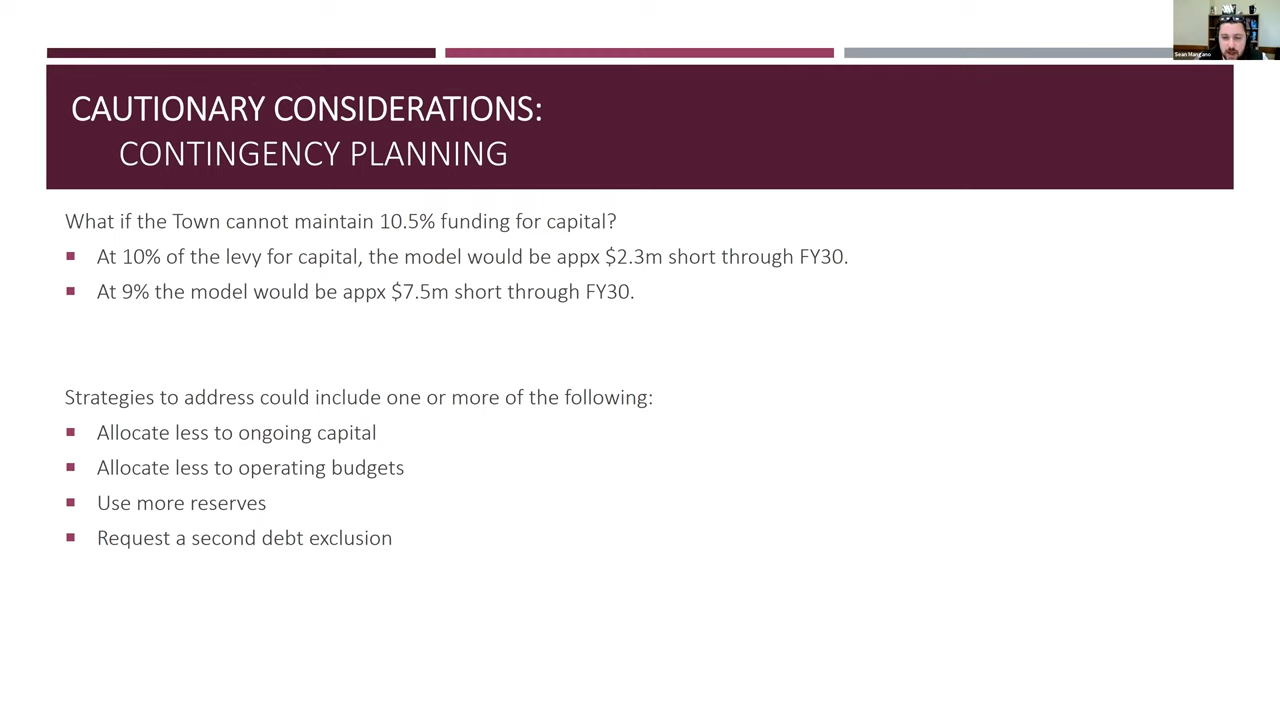 Sean Mangano
CAUTIONARY CONSIDERATIONS:
CONTINGENCY PLANNING
What if the Town cannot maintain 10.5% funding for capital?
At 10% of the levy for capital, the model would be appx $2.3m short through FY30.
At 9% the model would be appx $7.5m short through FY30.
Strategies to address could include one or more of the following:
Allocate less to ongoing capital
Allocate less to operating budgets
Use more reserves
Request a second debt exclusion